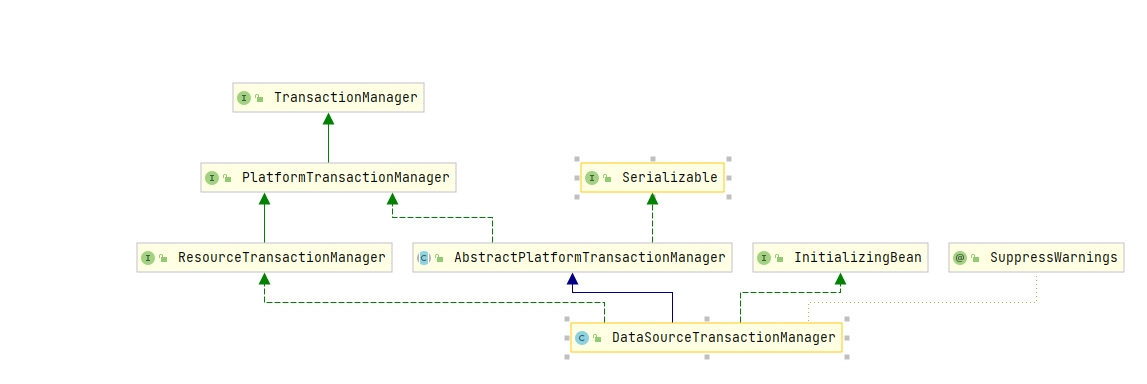 I TransactionManager
I PlatformTransactionManager
I Serializable
I ResourceTransactionManager
C AbstractPlatformTransactionManager
I InitializingBean
@ SuppressWarnings
C DataSourceTransactionManager